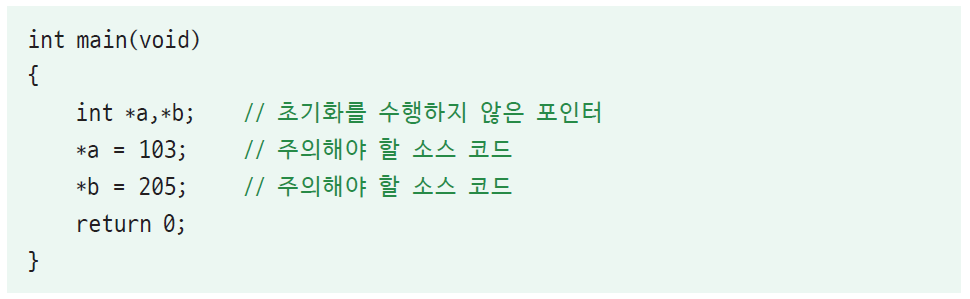 int main(void)
{
    int *a,*b;    // 초기화를 수행하지 않은 포인터
    *a = 103;    // 주의해야 할 소스 코드
    *b = 205;    // 주의해야 할 소스 코드
    return 0;
}